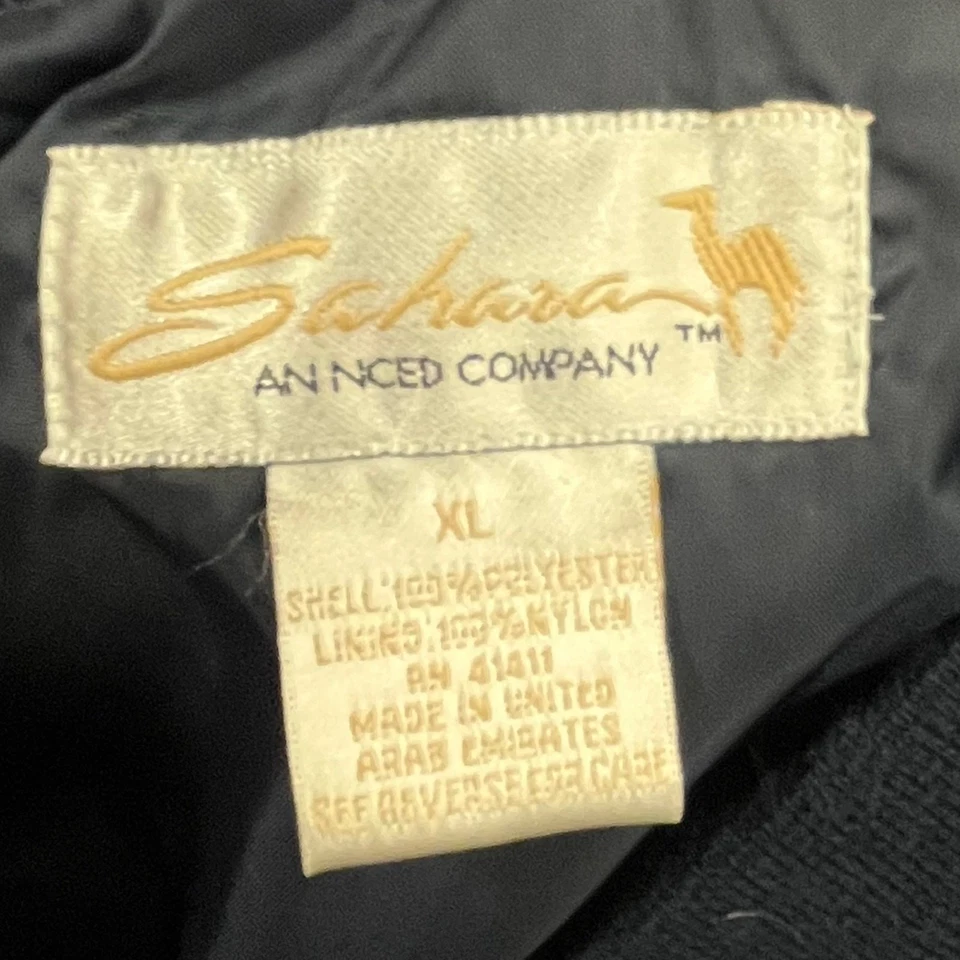 Sahara
AN NCED COMPANY ™
XL
SHELL:100%POLYESTER
LINING:100%NYLON
RN 41411
MADE IN UNITED
ARAB EMIRATES
SEE REVERSE FOR CARE